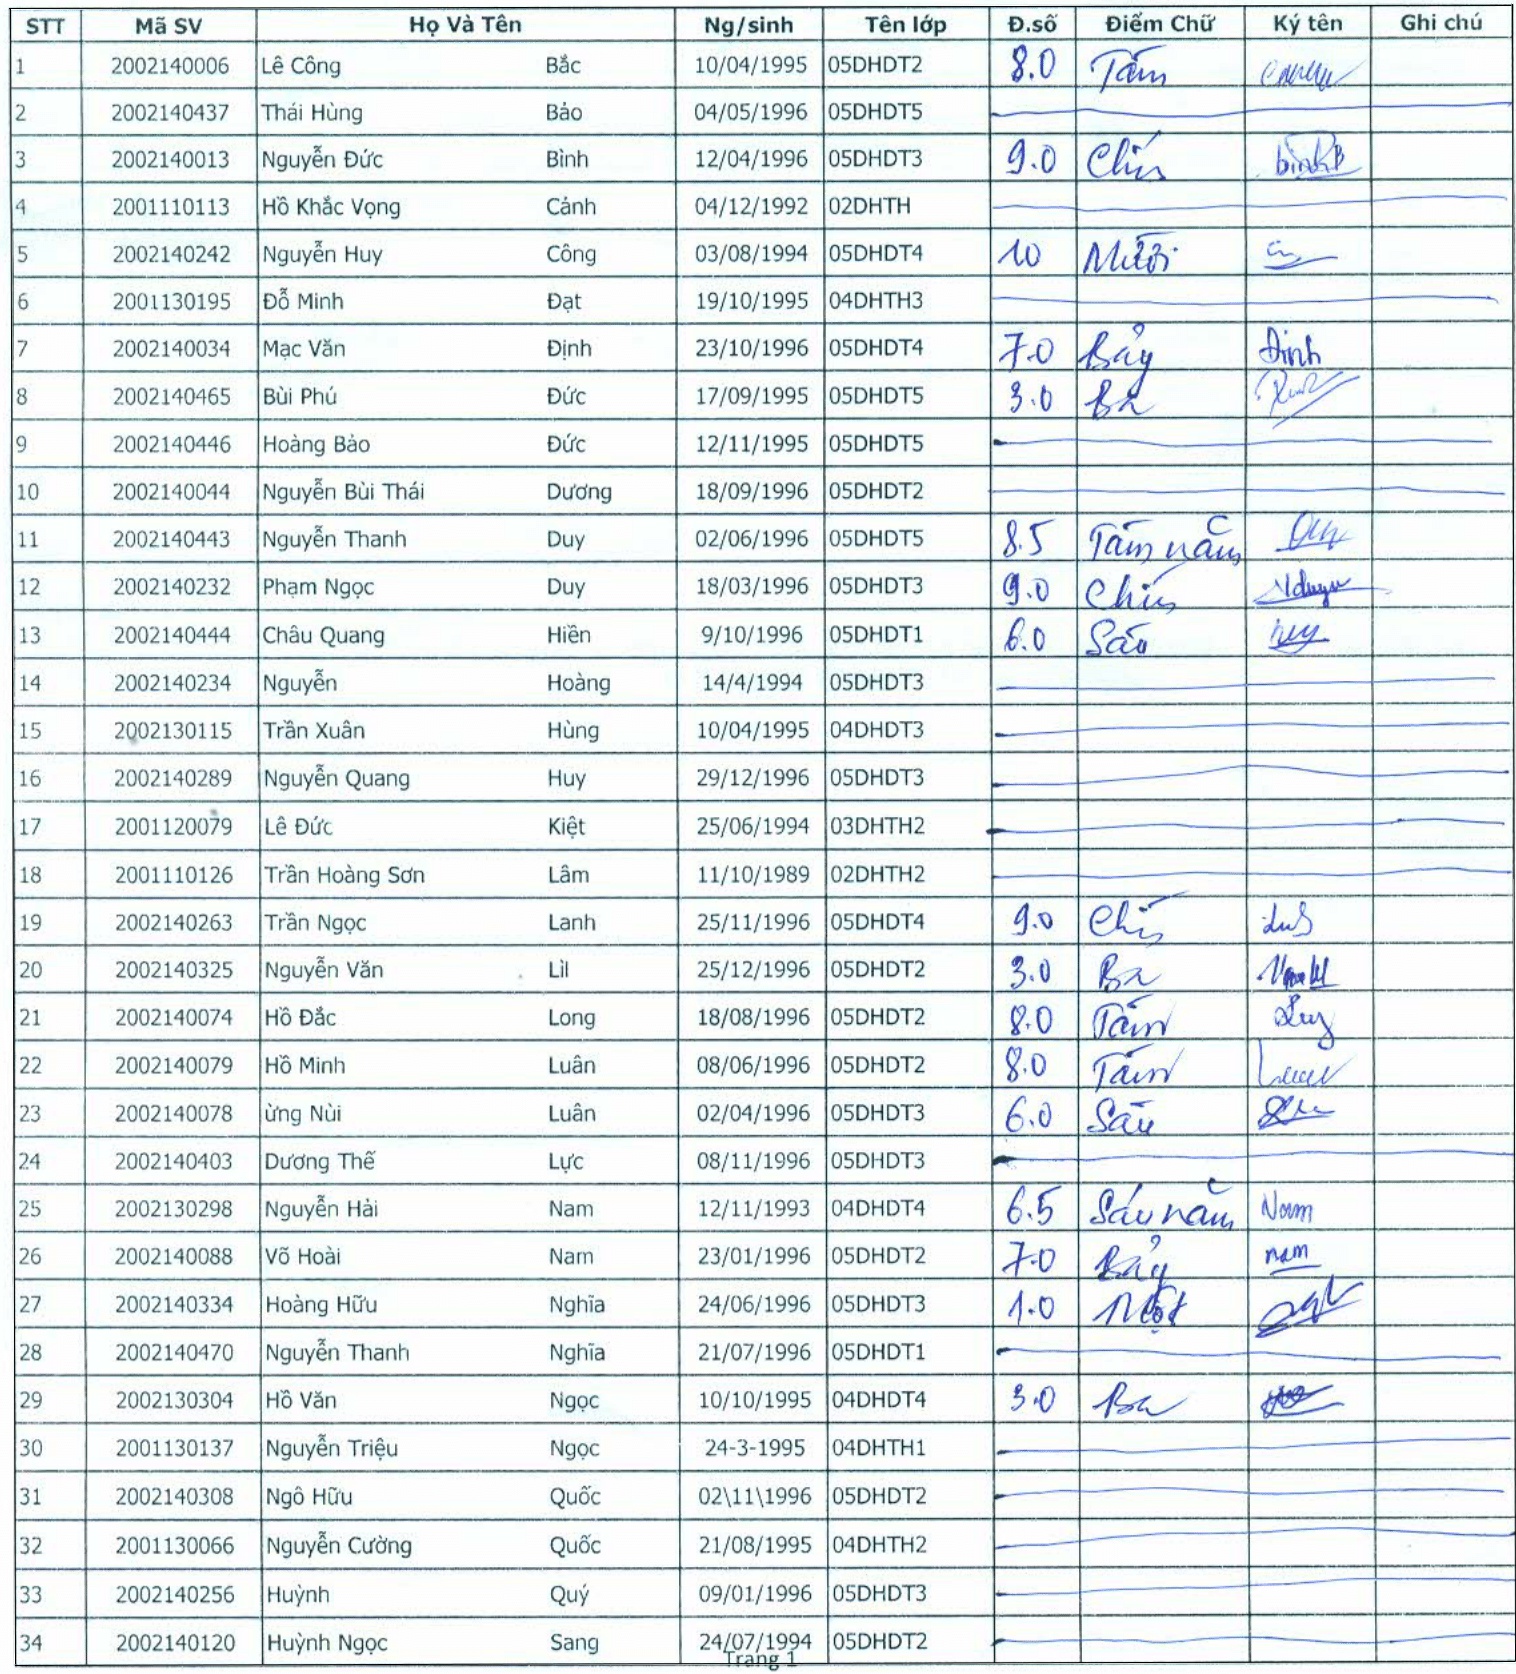 STT Mã SV Họ Và Tên Ng/sinh Tên lớp Đ.số Điểm Chữ Ký tên Ghi chú
1 2002140006 Lê Công Bắc 10/04/1995 05DHDT2 8.0 Tám
2 2002140437 Thái Hùng Bảo 04/05/1996 05DHDT5
3 2002140013 Nguyễn Đức Bình 12/04/1996 05DHDT3 9.0 Chín
4 2001110113 Hồ Khắc Vọng Cảnh 04/12/1992 02DHTH
5 2002140242 Nguyễn Huy Công 03/08/1994 05DHDT4 10 Mười
6 2001130195 Đỗ Minh Đạt 19/10/1995 04DHTH3
7 2002140034 Mạc Văn Định 23/10/1996 05DHDT4 7.0 Bảy Định
8 2002140465 Bùi Phú Đức 17/09/1995 05DHDT5 3.0 Ba
9 2002140446 Hoàng Bảo Đức 12/11/1995 05DHDT5
10 2002140044 Nguyễn Bùi Thái Dương 18/09/1996 05DHDT2
11 2002140443 Nguyễn Thanh Duy 02/06/1996 05DHDT5 8.5 Tám năm Duy
12 2002140232 Phạm Ngọc Duy 18/03/1996 05DHDT3 9.0 Chín
13 2002140444 Châu Quang Hiền 9/10/1996 05DHDT1 6.0 Sáu
14 2002140234 Nguyễn Hoàng 14/4/1994 05DHDT3
15 2002130115 Trần Xuân Hùng 10/04/1995 04DHDT3
16 2002140289 Nguyễn Quang Huy 29/12/1996 05DHDT3
17 2001120079 Lê Đức Kiệt 25/06/1994 03DHTH2
18 2001110126 Trần Hoàng Sơn Lâm 11/10/1989 02DHTH2
19 2002140263 Trần Ngọc Lanh 25/11/1996 05DHDT4 9.0 Chín
20 2002140325 Nguyễn Văn Lil 25/12/1996 05DHDT2 3.0 Ba
21 2002140074 Hồ Đắc Long 18/08/1996 05DHDT2 8.0 Tám
22 2002140079 Hồ Minh Luân 08/06/1996 05DHDT2 8.0 Tám
23 2002140078 ừng Nùi Luân 02/04/1996 05DHDT3 6.0 Sáu
24 2002140403 Dương Thế Lực 08/11/1996 05DHDT3
25 2002130298 Nguyễn Hải Nam 12/11/1993 04DHDT4 6.5 Sáu năm Nam
26 2002140088 Võ Hoài Nam 23/01/1996 05DHDT2 7.0 Bảy nam
27 2002140334 Hoàng Hữu Nghĩa 24/06/1996 05DHDT3 1.0 Một
28 2002140470 Nguyễn Thanh Nghĩa 21/07/1996 05DHDT1
29 2002130304 Hồ Văn Ngọc 10/10/1995 04DHDT4 3.0 Ba
30 2001130137 Nguyễn Triệu Ngọc 24-3-1995 04DHTH1
31 2002140308 Ngô Hữu Quốc 02\11\1996 05DHDT2
32 2001130066 Nguyễn Cường Quốc 21/08/1995 04DHTH2
33 2002140256 Huỳnh Quý 09/01/1996 05DHDT3
34 2002140120 Huỳnh Ngọc Sang 24/07/1994 05DHDT2
Trang 1